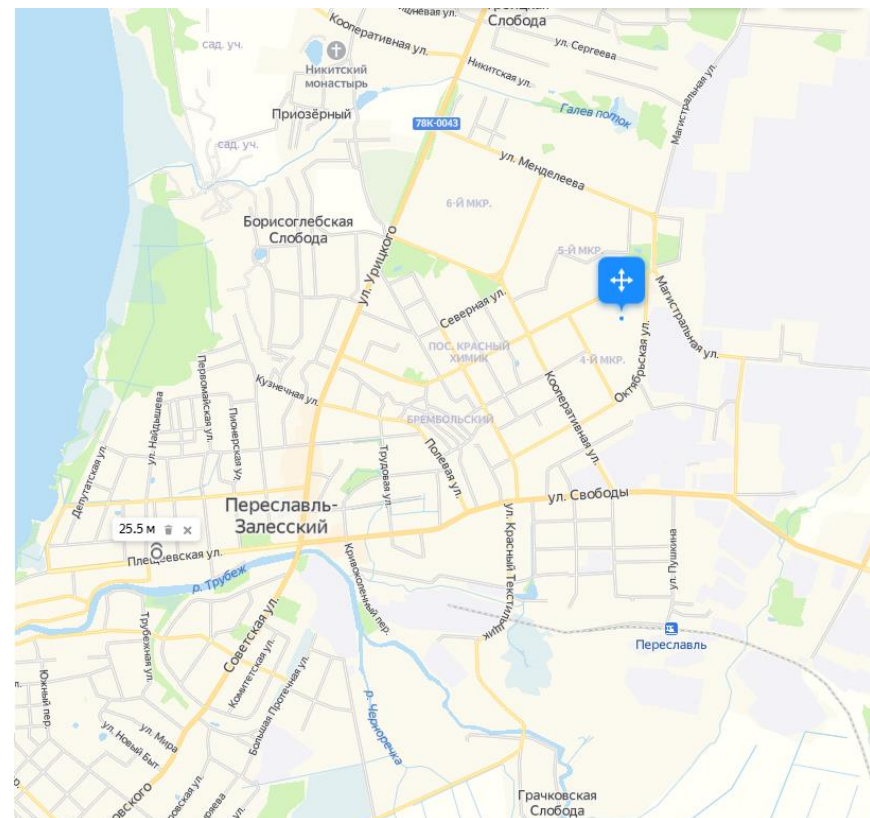 Слобода
Кооперативная ул.
ул. Сергеева
сад. уч.
Никитский
монастырь
Никитская ул.
Магистральная ул.
Приозёрный
78К-0043
Галев поток
сад. уч.
ул. Менделеева
6-Й МКР.
Борисоглебская
Слобода
5-Й МКР.
ул. Урицкого
Северная ул.
Магистральная ул.
ПОС. КРАСНЫЙ
ХИМИК
4-Й МКР.
Октябрьская ул.
Первомайская ул.
Кузнечная ул.
Кооперативная ул.
ул. Найдышева
Пионерская ул.
БРЕМБОЛЬСКИЙ
Депутатская ул.
Трудовая ул.
Полевая ул.
ул. Свободы
Переславль-
Залесский
25.5 м
ул. Красный Текстильщик
Плещеевская ул.
ул. Пушкина
р. Трубеж
Кривоколенный пер.
Трубежная ул.
Советская ул.
Переславль
Комитетская ул.
Южный пер.
Большая Протечная ул.
р. Черноречка
ул. Мира
ул. Новый Быт
Грачковская
Слобода